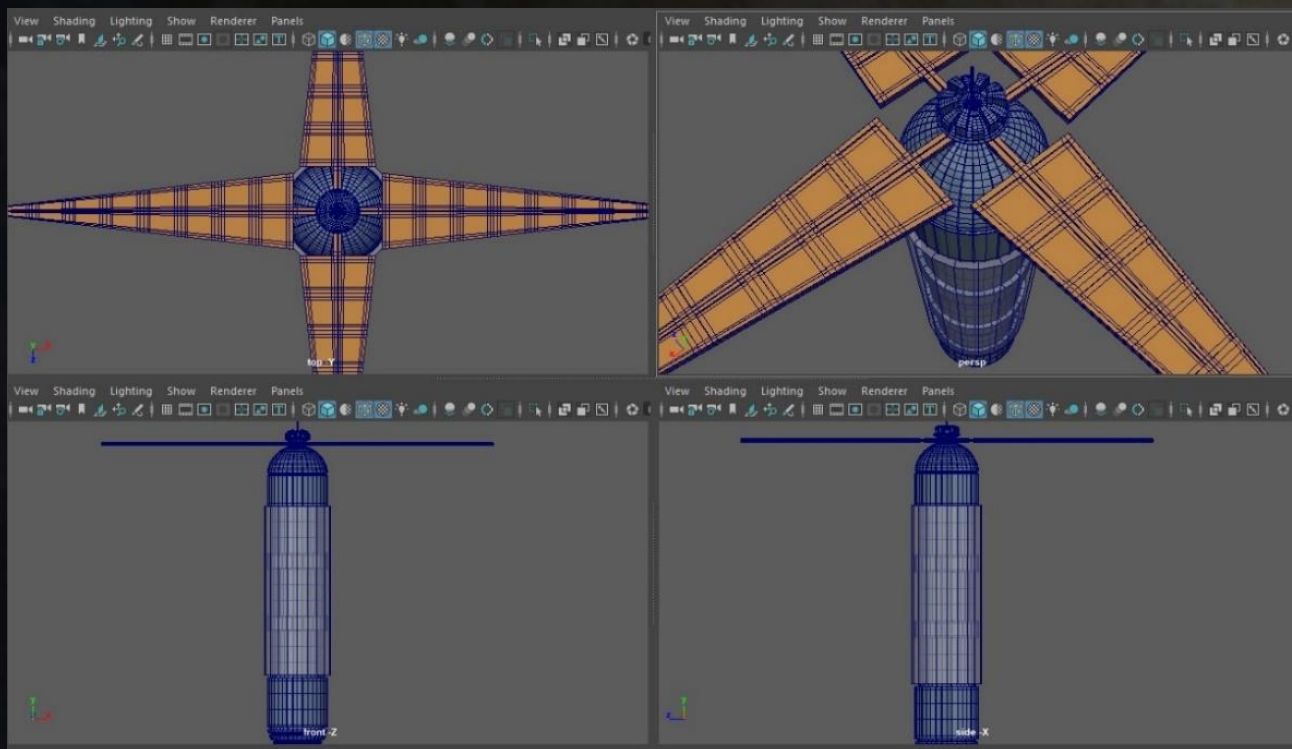 View Shading Lighting Show Renderer Panels
top -Y
View Shading Lighting Show Renderer Panels
persp
View Shading Lighting Show Renderer Panels
front -Z
View Shading Lighting Show Renderer Panels
side -X